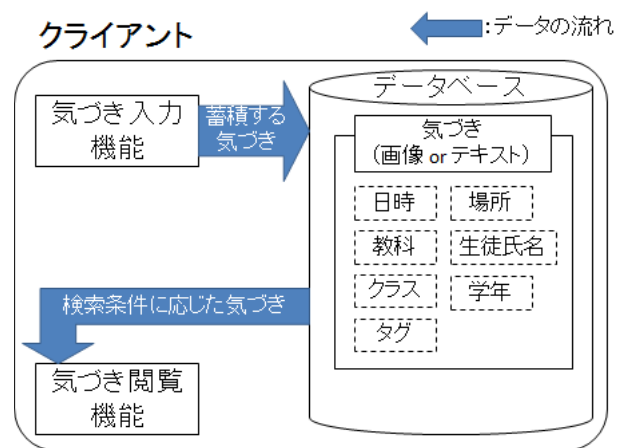 クライアント
:データの流れ
気づき入力
機能
蓄積する
気づき
データベース
気づき
(画像 or テキスト)
日時
場所
教科
生徒氏名
クラス
学年
タグ
検索条件に応じた気づき
気づき閲覧
機能